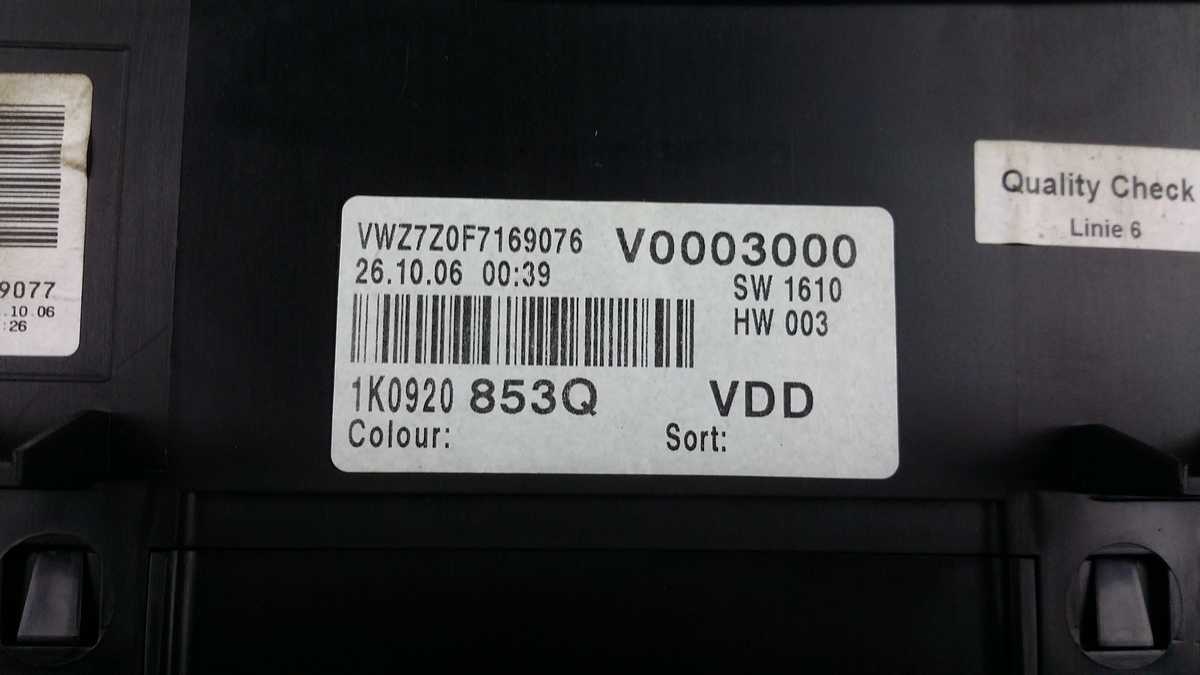 9077
.10.06
:26
VWZ7Z0F7169076 V0003000
26.10.06 00:39 SW 1610
HW 003
1K0920 853Q VDD
Colour: Sort:
Quality Check
Linie 6